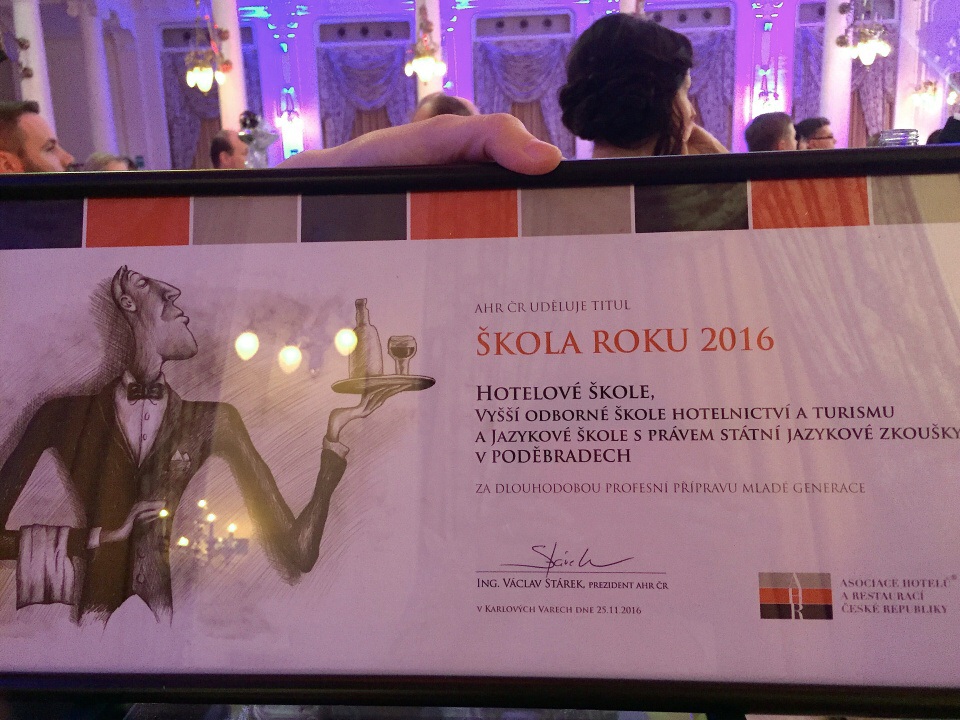 AHR ČR UDĚLUJE TITUL
ŠKOLA ROKU 2016
HOTELOVÉ ŠKOLE,
VYŠŠÍ ODBORNÉ ŠKOLE HOTELNICTVÍ A TURISMU
A JAZYKOVÉ ŠKOLE S PRÁVEM STÁTNÍ JAZYKOVÉ ZKOUŠKY
V PODĚBRADECH
ZA DLOUHODOBOU PROFESNÍ PŘÍPRAVU MLADÉ GENERACE
Stárek
ING. VÁCLAV STÁREK, PREZIDENT AHR ČR
V KARLOVÝCH VARECH DNE 25.11.2016
AHR
ASOCIACE HOTELŮ®
A RESTAURACÍ
ČESKÉ REPUBLIKY